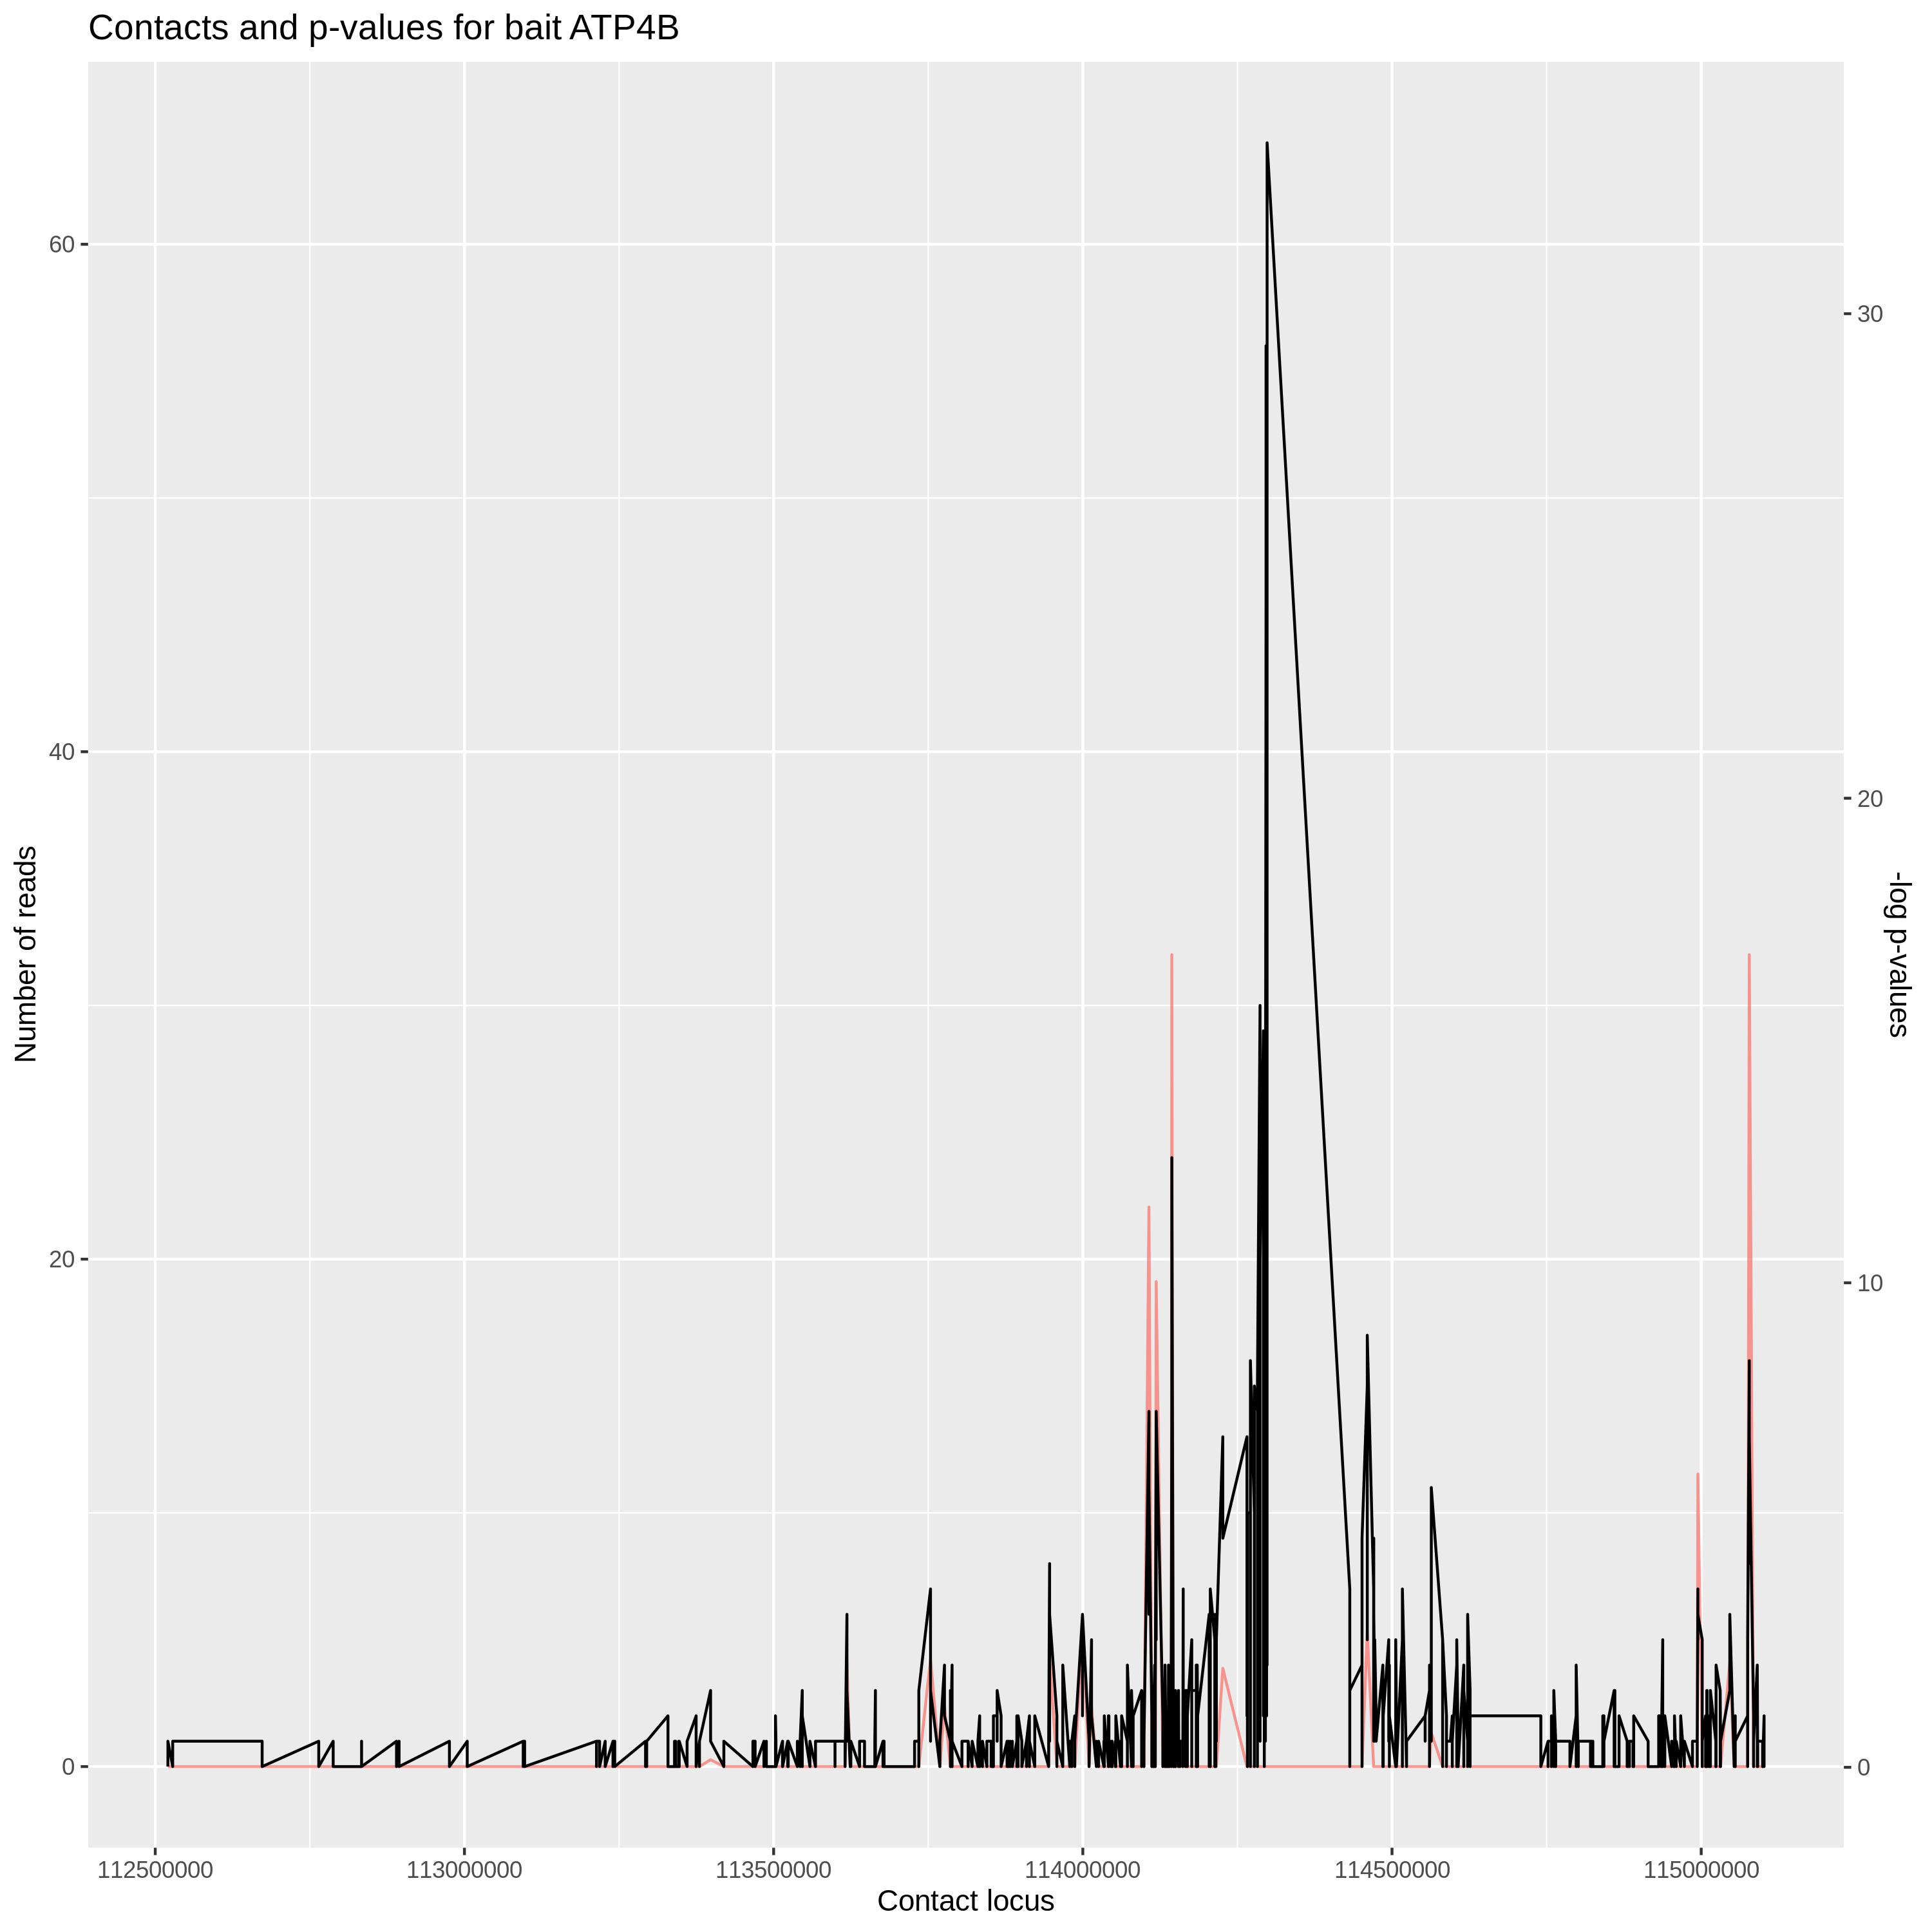 Contacts and p-values for bait ATP4B
60
40
20
0
30
20
10
0
Number of reads
-log p-values
112500000 113000000 113500000 114000000 114500000 115000000
Contact locus